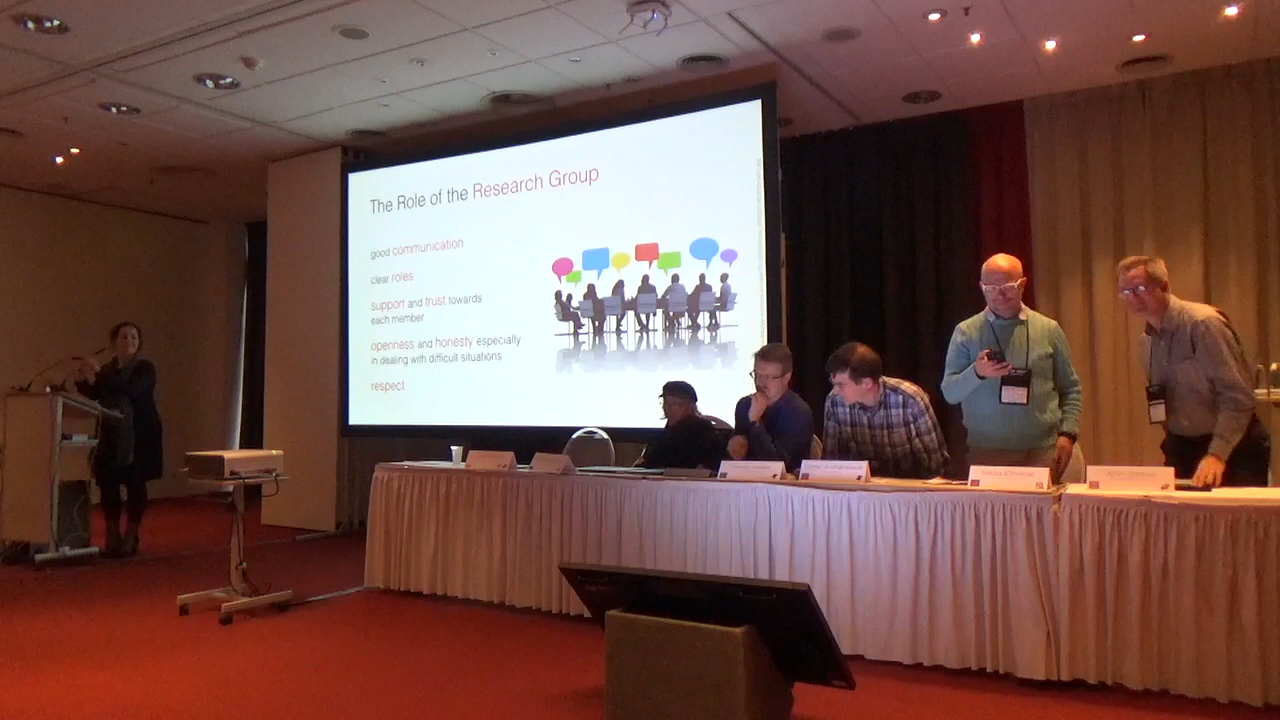 The Role of the Research Group
good communication
clear roles
support and trust towards
each member
openness and honesty especially
in dealing with difficult situations
respect